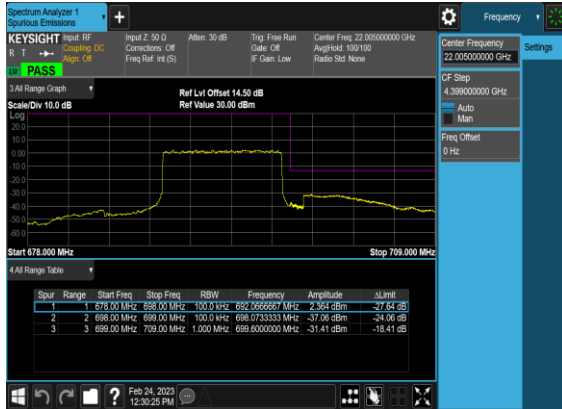 Spectrum Analyzer 1
Spurious Emissions
Frequency
KEYSIGHT
Input: RF
Input Z: 50 Ω
Atten: 30 dB
Trig: Free Run
Center Freq: 22.005000000 GHz
R T
Coupling: DC
Corrections: Off
Gate: Off
Avg|Hold: 100/100
Align: Off
Freq Ref: Int (S)
IF Gain: Low
Radio Std: None
PASS
Center Frequency
22.005000000 GHz
Settings
CF Step
4.399000000 GHz
Auto
Man
Freq Offset
0 Hz
3 All Range Graph
Ref Lvl Offset 14.50 dB
Scale/Div 10.0 dB
Ref Value 30.00 dBm
Log
20.0
10.0
0.00
-10.0
-20.0
-30.0
-40.0
-50.0
-60.0
Start 678.000 MHz
Stop 709.000 MHz
4 All Range Table
Spur Range Start Freq Stop Freq RBW Frequency Amplitude ΔLimit
1 1 678.00 MHz 698.00 MHz 100.0 kHz 692.0666667 MHz 2.364 dBm -27.64 dB
2 2 698.00 MHz 699.00 MHz 100.0 kHz 698.0733333 MHz -37.06 dBm -24.06 dB
3 3 699.00 MHz 709.00 MHz 1.000 MHz 699.6000000 MHz -31.41 dBm -18.41 dB
Feb 24, 2023
12:30:25 PM